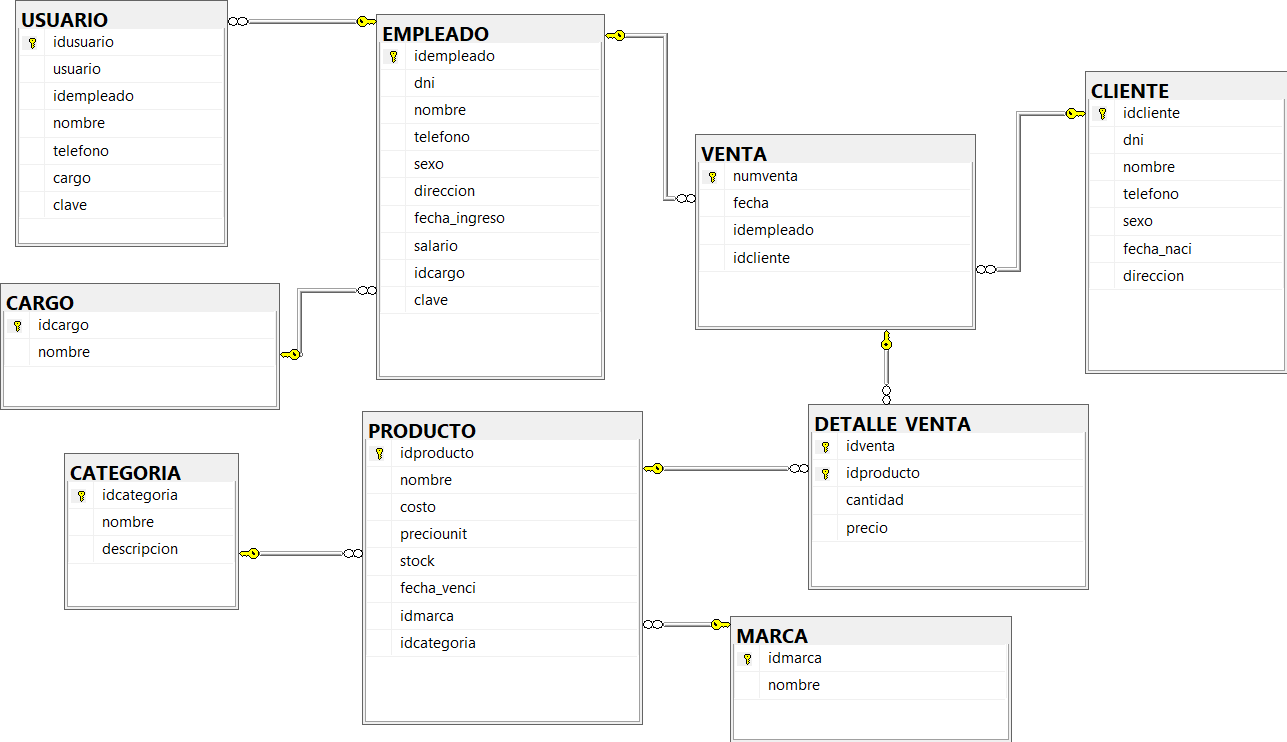 USUARIO
idusuario
usuario
idempleado
nombre
telefono
cargo
clave
EMPLEADO
idempleado
dni
nombre
telefono
sexo
direccion
fecha_ingreso
salario
idcargo
clave
VENTA
numventa
fecha
idempleado
idcliente
CLIENTE
idcliente
dni
nombre
telefono
sexo
fecha_naci
direccion
CARGO
idcargo
nombre
CATEGORIA
idcategoria
nombre
descripcion
PRODUCTO
idproducto
nombre
costo
preciounit
stock
fecha_venci
idmarca
idcategoria
DETALLE_VENTA
idventa
idproducto
cantidad
precio
MARCA
idmarca
nombre